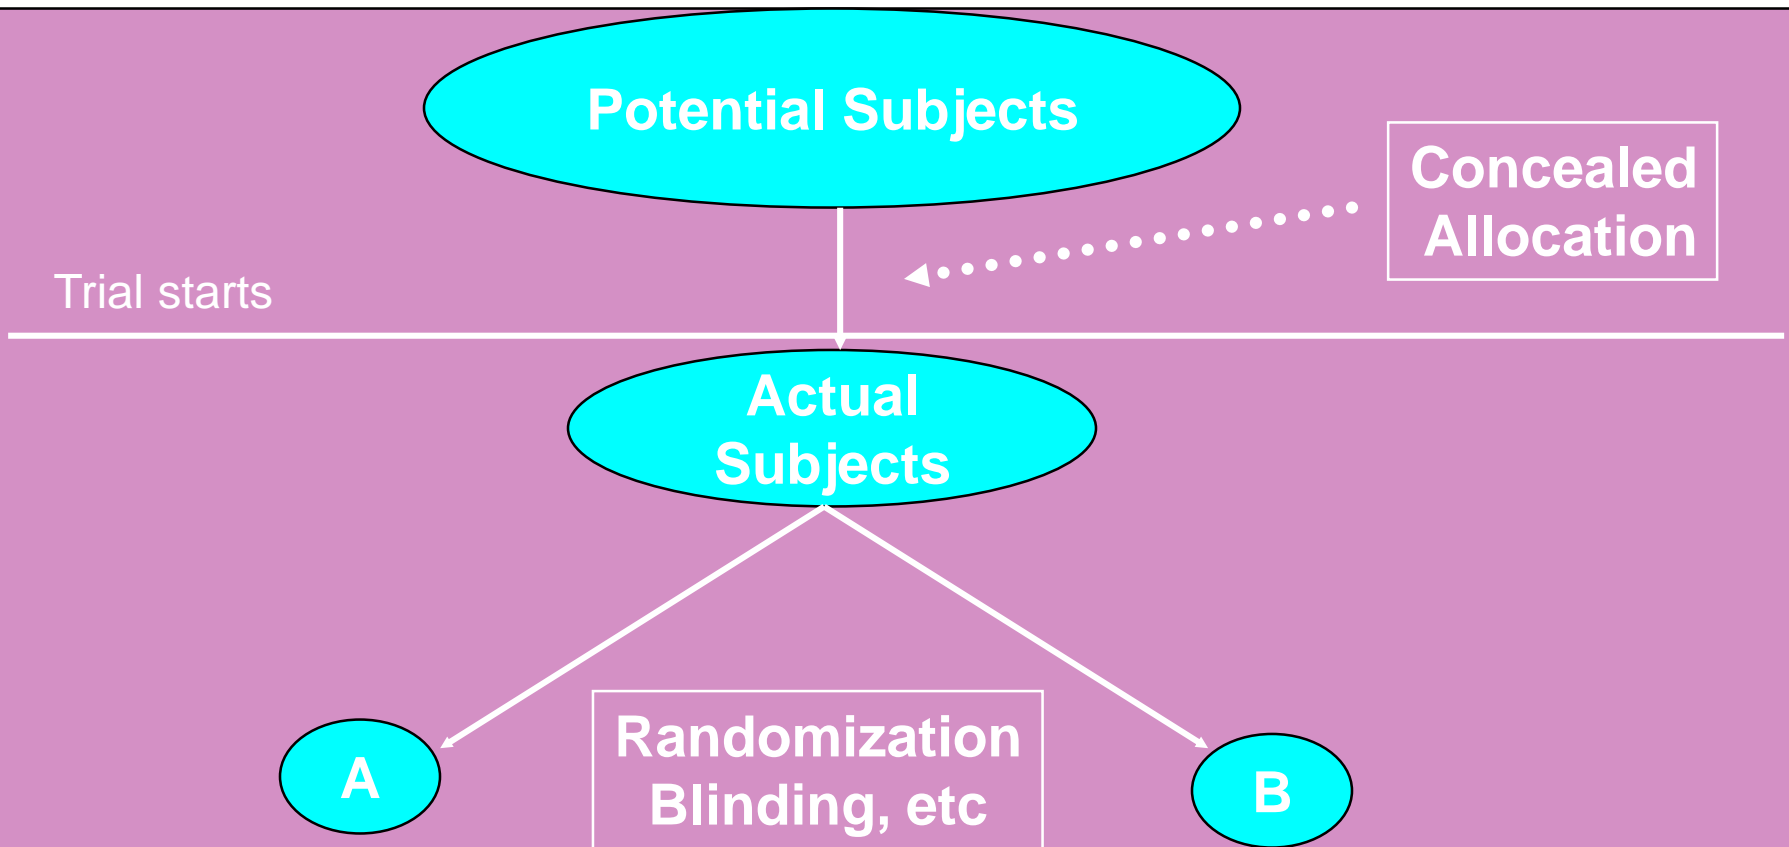 Potential Subjects
Concealed
Allocation
Trial starts
Actual
Subjects
A
Randomization
Blinding, etc
B